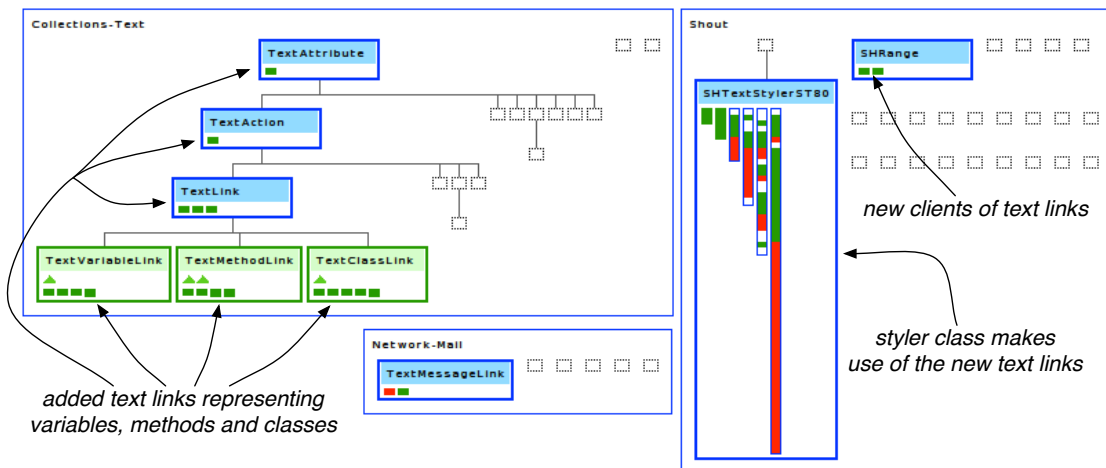 Collections-Text
TextAttribute
TextAction
TextLink
TextVariableLink
TextMethodLink
TextClassLink
added text links representing
variables, methods and classes
Network-Mail
TextMessageLink
Shout
SHTextStylerST80
SHRange
new clients of text links
styler class makes
use of the new text links